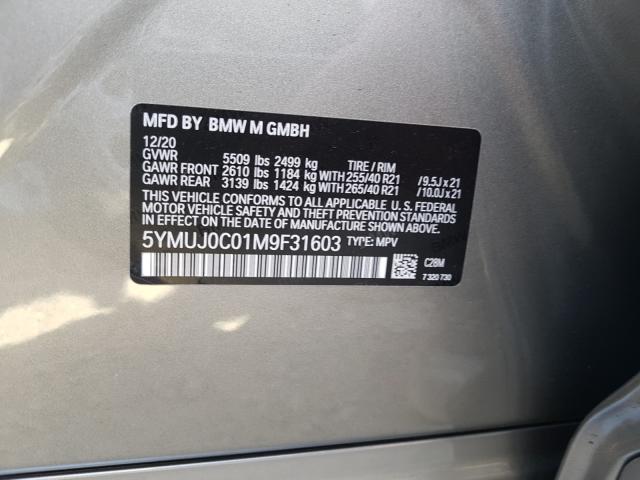 MFD BY BMW M GMBH
12/20
GVWR 5509 lbs 2499 kg TIRE / RIM
GAWR FRONT 2610 lbs 1184 kg WITH 255/40 R21 / 9.5J x 21
GAWR REAR 3139 lbs 1424 kg WITH 265/40 R21 / 10.0J x 21
THIS VEHICLE CONFORMS TO ALL APPLICABLE U. S. FEDERAL
MOTOR VEHICLE SAFETY STANDARDS
IN EFFECT ON THE DATE OF MANUFACTURE SHOWN ABOVE.
5YMUJ0C01M9F31603 TYPE: MPV
C28M
7 320 730